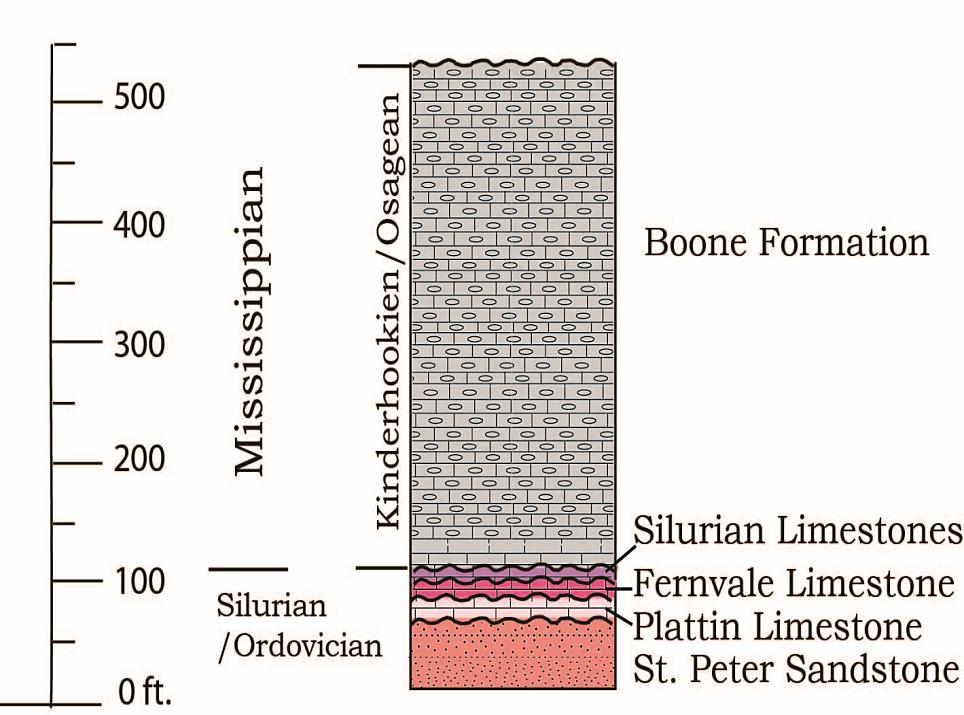 500
400
300
200
100
0 ft.
Mississippian
Silurian
/Ordovician
Kinderhookien/Osagean
Boone Formation
Silurian Limestones
Fernvale Limestone
Plattin Limestone
St. Peter Sandstone